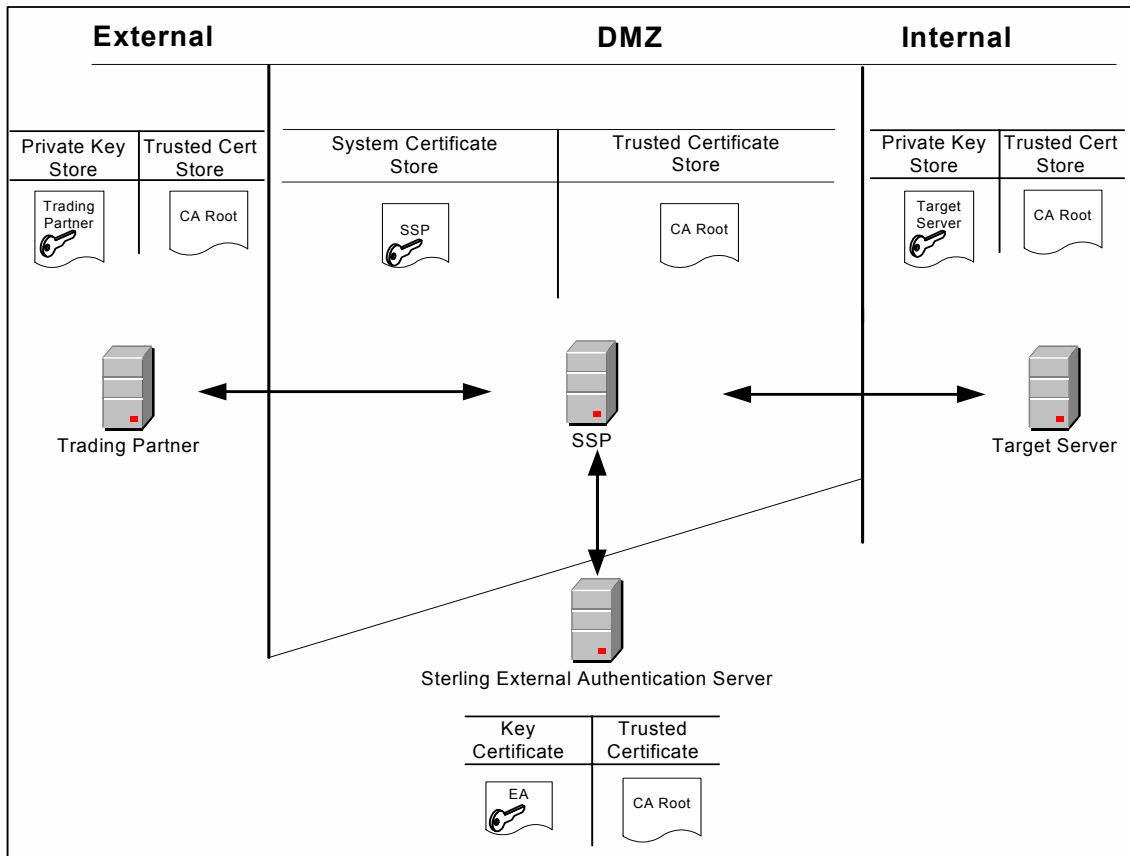 External
DMZ
Internal
Private Key
Store
Trusted Cert
Store
System Certificate
Store
Trusted Certificate
Store
Private Key
Store
Trusted Cert
Store
Trading
Partner
CA Root
SSP
CA Root
Target
Server
CA Root
Trading Partner
SSP
Target Server
Sterling External Authentication Server
Key
Certificate
Trusted
Certificate
EA
CA Root